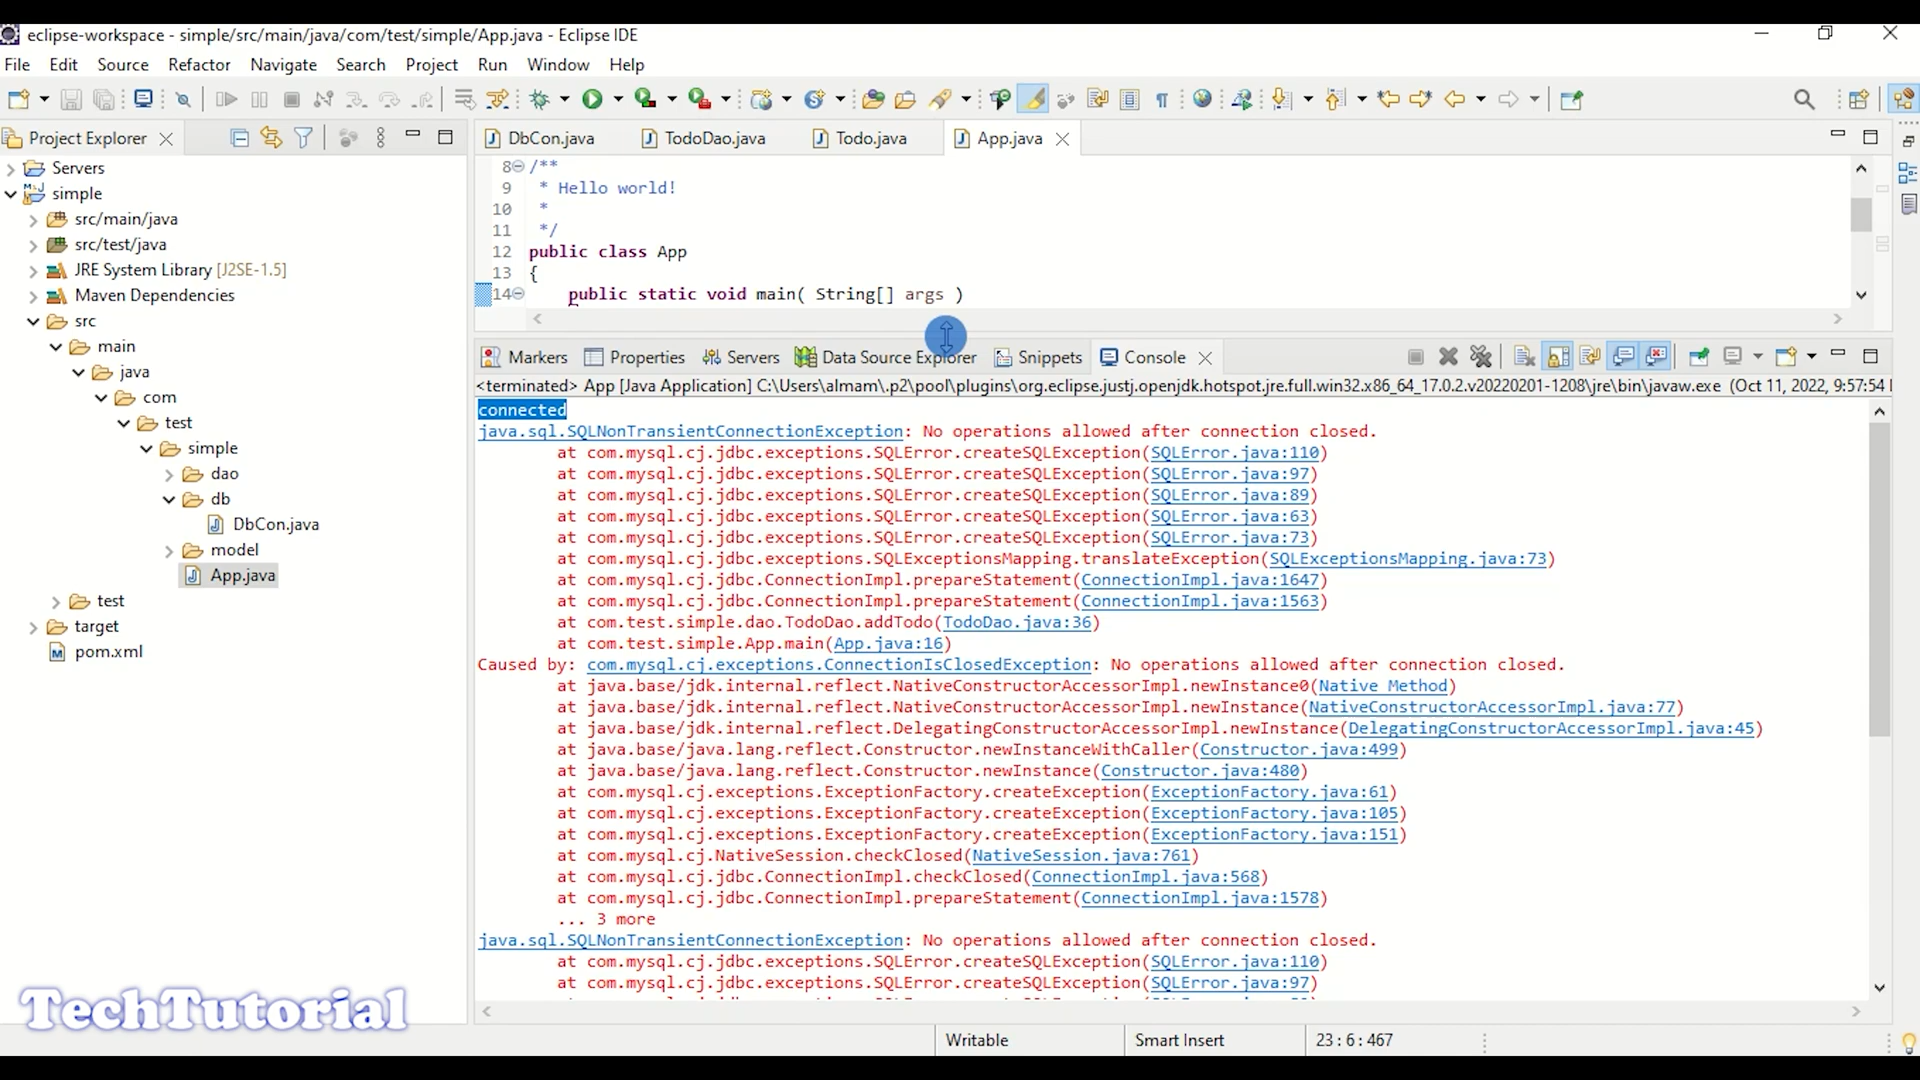 eclipse-workspace - simple/src/main/java/com/test/simple/App.java - Eclipse IDE
File Edit Source Refactor Navigate Search Project Run Window Help
Project Explorer
Servers
simple
src/main/java
src/test/java
JRE System Library [J2SE-1.5]
Maven Dependencies
src
main
java
com
test
simple
dao
db
DbCon.java
model
App.java
test
target
pom.xml
DbCon.java TodoDao.java Todo.java App.java
8 /**
9 * Hello world!
10 *
11 */
12 public class App
13 {
14 public static void main( String[] args )
Markers Properties Servers Data Source Explorer Snippets Console
<terminated> App [Java Application] C:\Users\almam\.p2\pool\plugins\org.eclipse.justj.openjdk.hotspot.jre.full.win32.x86_64_17.0.2.v20220201-1208\jre\bin\javaw.exe (Oct 11, 2022, 9:57:54
connected
java.sql.SQLNonTransientConnectionException: No operations allowed after connection closed.
at com.mysql.cj.jdbc.exceptions.SQLError.createSQLException(SQLError.java:110)
at com.mysql.cj.jdbc.exceptions.SQLError.createSQLException(SQLError.java:97)
at com.mysql.cj.jdbc.exceptions.SQLError.createSQLException(SQLError.java:89)
at com.mysql.cj.jdbc.exceptions.SQLError.createSQLException(SQLError.java:63)
at com.mysql.cj.jdbc.exceptions.SQLError.createSQLException(SQLError.java:73)
at com.mysql.cj.jdbc.exceptions.SQLExceptionsMapping.translateException(SQLExceptionsMapping.java:73)
at com.mysql.cj.jdbc.ConnectionImpl.prepareStatement(ConnectionImpl.java:1647)
at com.mysql.cj.jdbc.ConnectionImpl.prepareStatement(ConnectionImpl.java:1563)
at com.test.simple.dao.TodoDao.addTodo(TodoDao.java:36)
at com.test.simple.App.main(App.java:16)
Caused by: com.mysql.cj.exceptions.ConnectionIsClosedException: No operations allowed after connection closed.
at java.base/jdk.internal.reflect.NativeConstructorAccessorImpl.newInstance0(Native Method)
at java.base/jdk.internal.reflect.NativeConstructorAccessorImpl.newInstance(NativeConstructorAccessorImpl.java:77)
at java.base/jdk.internal.reflect.DelegatingConstructorAccessorImpl.newInstance(DelegatingConstructorAccessorImpl.java:45)
at java.base/java.lang.reflect.Constructor.newInstanceWithCaller(Constructor.java:499)
at java.base/java.lang.reflect.Constructor.newInstance(Constructor.java:480)
at com.mysql.cj.exceptions.ExceptionFactory.createException(ExceptionFactory.java:61)
at com.mysql.cj.exceptions.ExceptionFactory.createException(ExceptionFactory.java:105)
at com.mysql.cj.exceptions.ExceptionFactory.createException(ExceptionFactory.java:151)
at com.mysql.cj.NativeSession.checkClosed(NativeSession.java:761)
at com.mysql.cj.jdbc.ConnectionImpl.checkClosed(ConnectionImpl.java:568)
at com.mysql.cj.jdbc.ConnectionImpl.prepareStatement(ConnectionImpl.java:1578)
... 3 more
java.sql.SQLNonTransientConnectionException: No operations allowed after connection closed.
at com.mysql.cj.jdbc.exceptions.SQLError.createSQLException(SQLError.java:110)
at com.mysql.cj.jdbc.exceptions.SQLError.createSQLException(SQLError.java:97)
TechTutorial
Writable Smart Insert 23 : 6 : 467